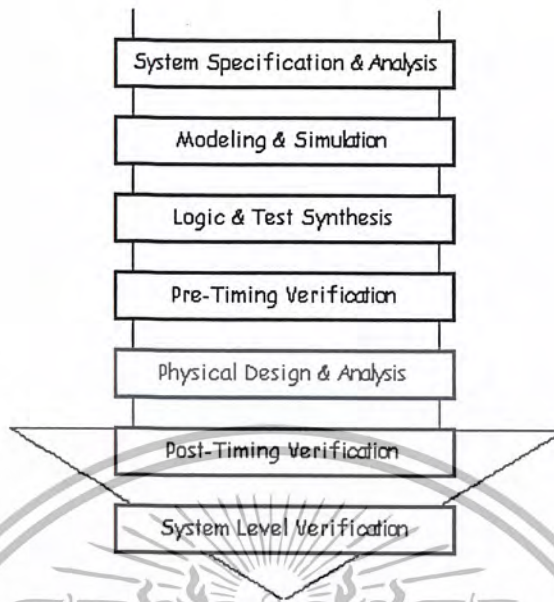 System Specification & Analysis
Modeling & Simulation
Logic & Test Synthesis
Pre-Timing Verification
Physical Design & Analysis
Post-Timing Verification
System Level Verification